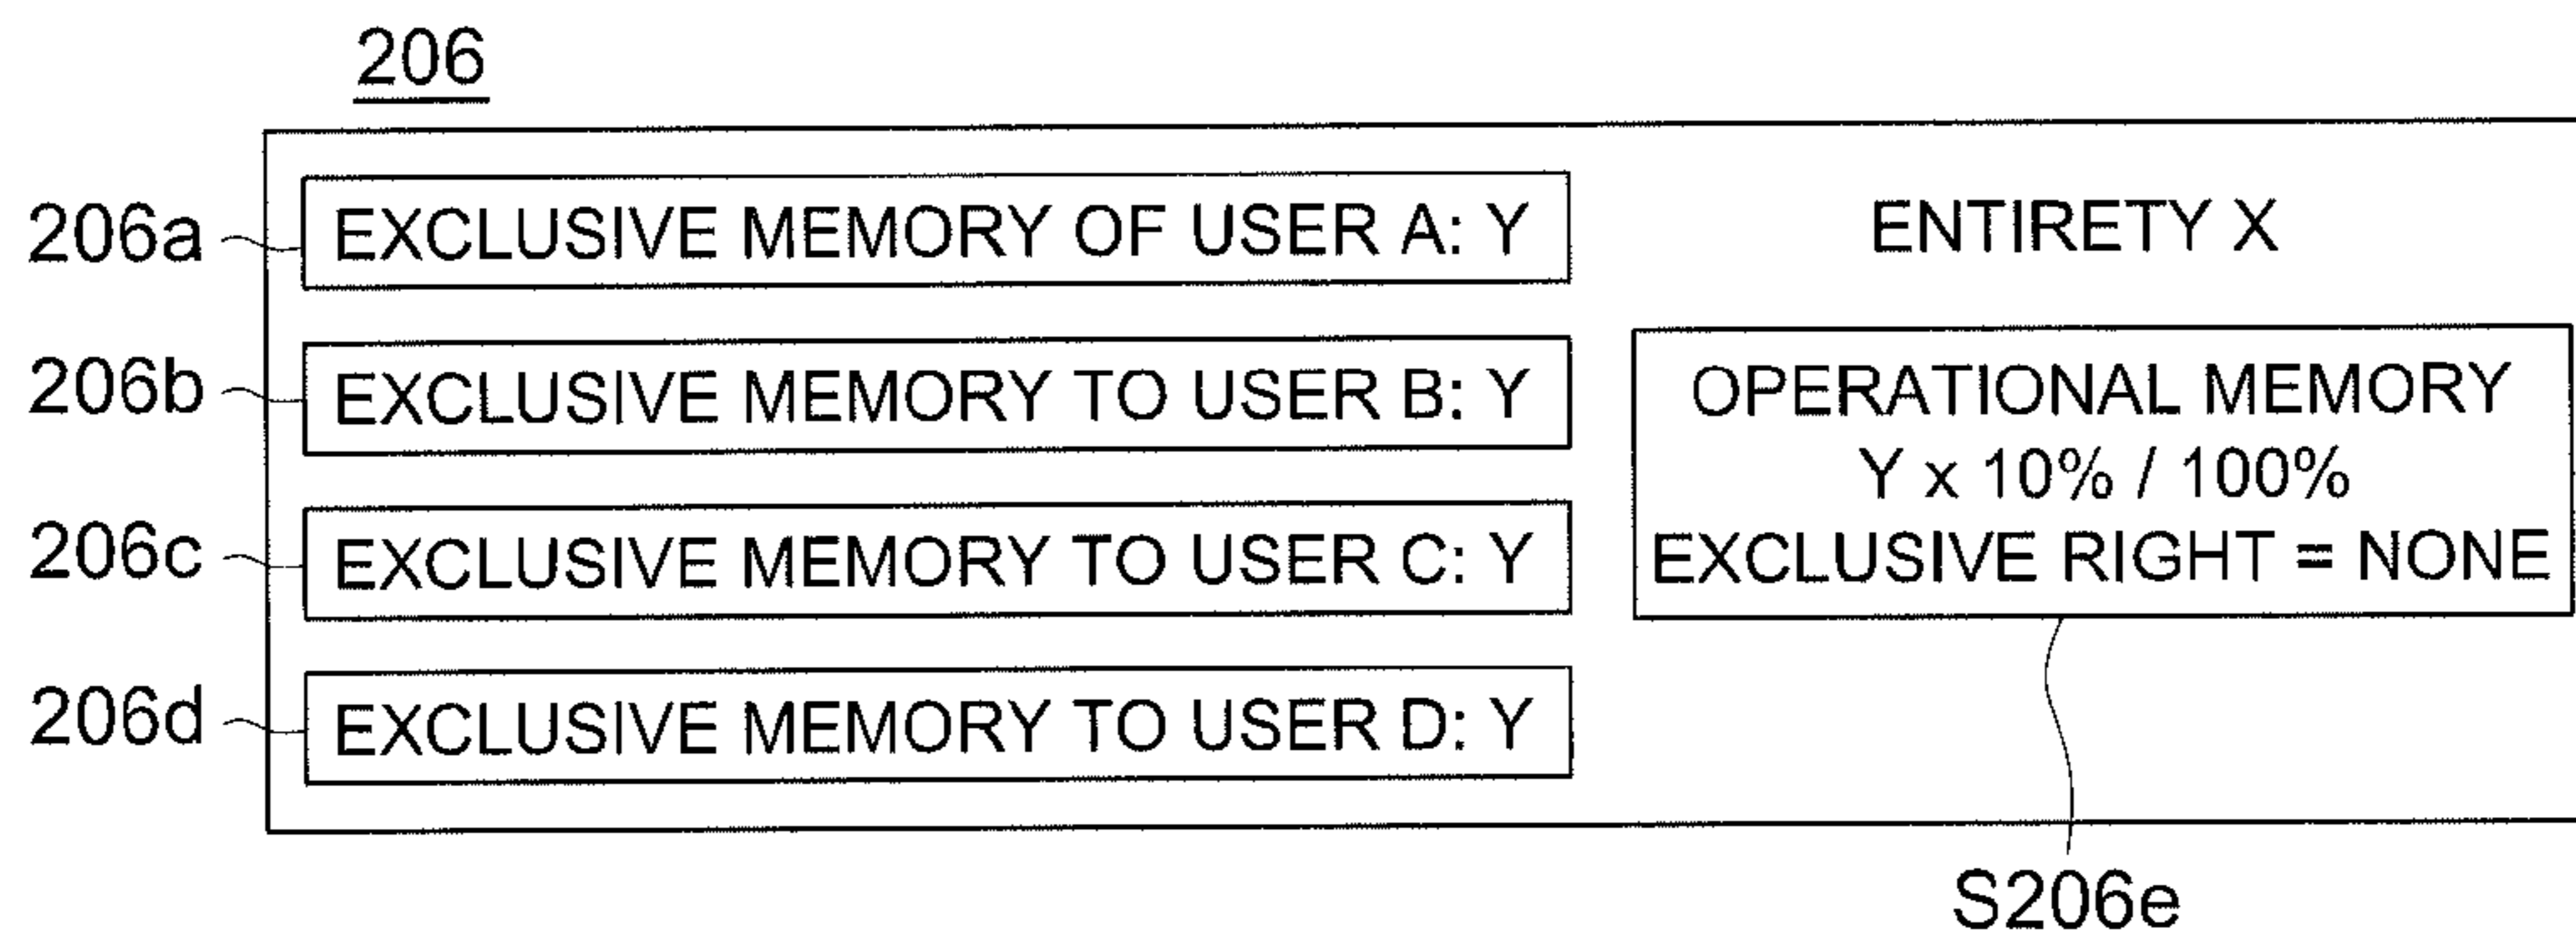 206
206a
EXCLUSIVE MEMORY OF USER A: Y
ENTIRETY X
206b
EXCLUSIVE MEMORY TO USER B: Y
OPERATIONAL MEMORY
Y x 10% / 100%
EXCLUSIVE RIGHT = NONE
206c
EXCLUSIVE MEMORY TO USER C: Y
206d
EXCLUSIVE MEMORY TO USER D: Y
S206e